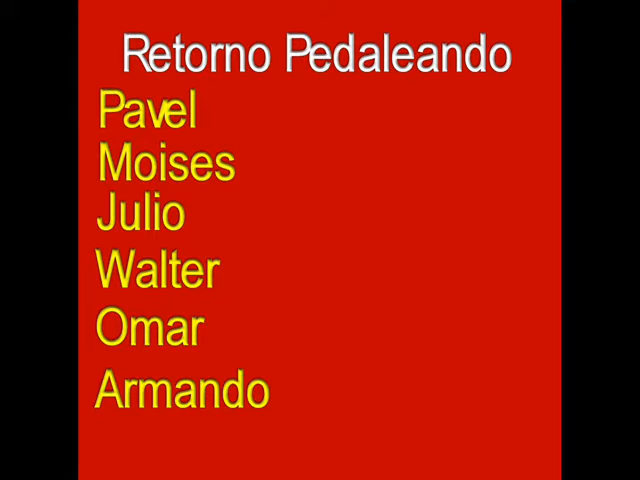 Retorno Pedaleando
Pavel
Moises
Julio
Walter
Omar
Armando